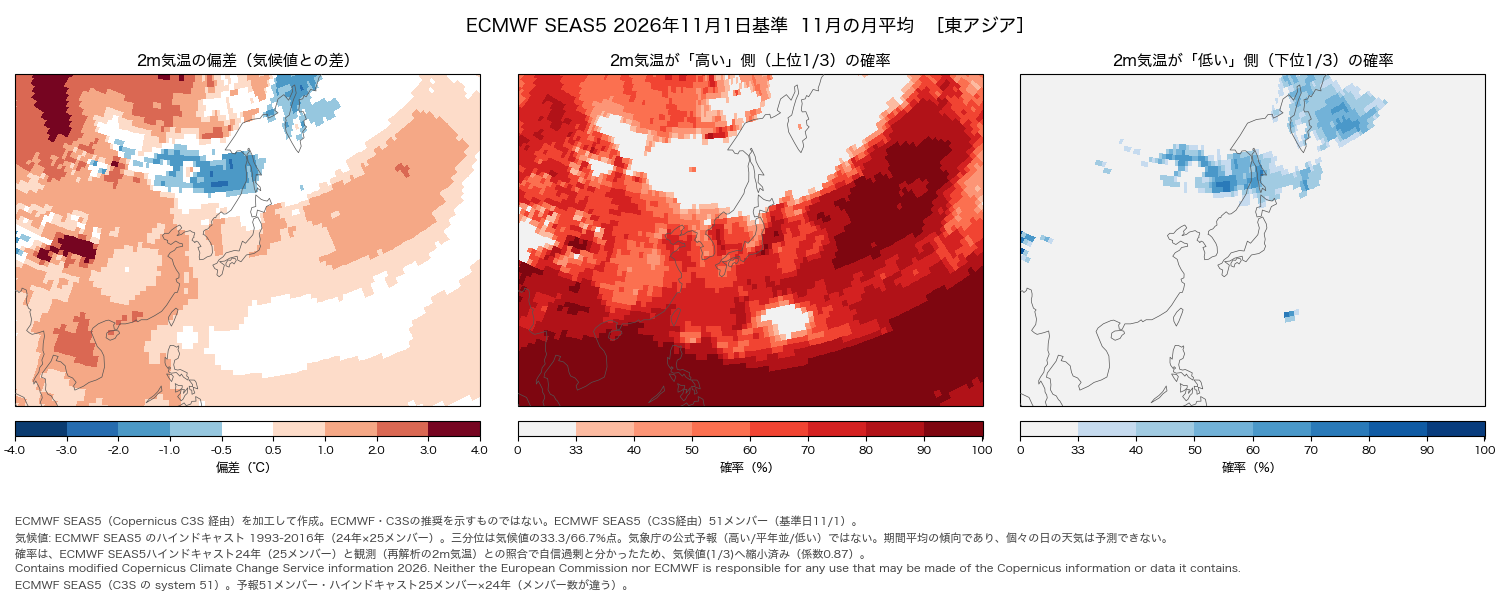 ECMWF SEAS5 2026年11月1日基準 11月の月平均 ［東アジア］
2m気温の偏差（気候値との差）
2m気温が「高い」側（上位1/3）の確率
2m気温が「低い」側（下位1/3）の確率
-4.0 -3.0 -2.0 -1.0 -0.5 0.5 1.0 2.0 3.0 4.0
偏差（℃）
0 33 40 50 60 70 80 90 100
確率（%）
0 33 40 50 60 70 80 90 100
確率（%）
ECMWF SEAS5（Copernicus C3S 経由）を加工して作成。ECMWF・C3Sの推奨を示すものではない。ECMWF SEAS5（C3S経由）51メンバー（基準日11/1）。
気候値: ECMWF SEAS5 のハインドキャスト 1993-2016年（24年×25メンバー）。三分位は気候値の33.3/66.7%点。気象庁の公式予報（高い/平年並/低い）ではない。期間平均の傾向であり、個々の日の天気は予測できない。
確率は、ECMWF SEAS5ハインドキャスト24年（25メンバー）と観測（再解析の2m気温）との照合で自信過剰と分かったため、気候値(1/3)へ縮小済み（係数0.87）。
Contains modified Copernicus Climate Change Service information 2026. Neither the European Commission nor ECMWF is responsible for any use that may be made of the Copernicus information or data it contains.
ECMWF SEAS5（C3S の system 51）。予報51メンバー・ハインドキャスト25メンバー×24年（メンバー数が違う）。